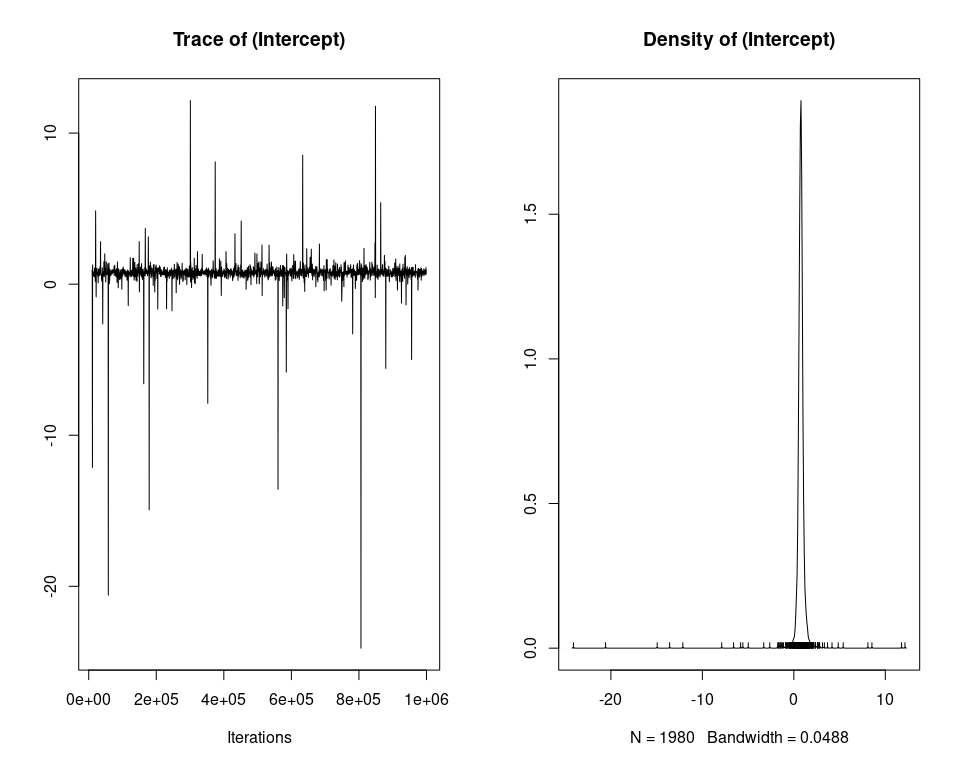 Trace of (Intercept)
10
0
-10
-20
0e+00 2e+05 4e+05 6e+05 8e+05 1e+06
Iterations
Density of (Intercept)
1.5
1.0
0.5
0.0
-20 -10 0 10
N = 1980 Bandwidth = 0.0488